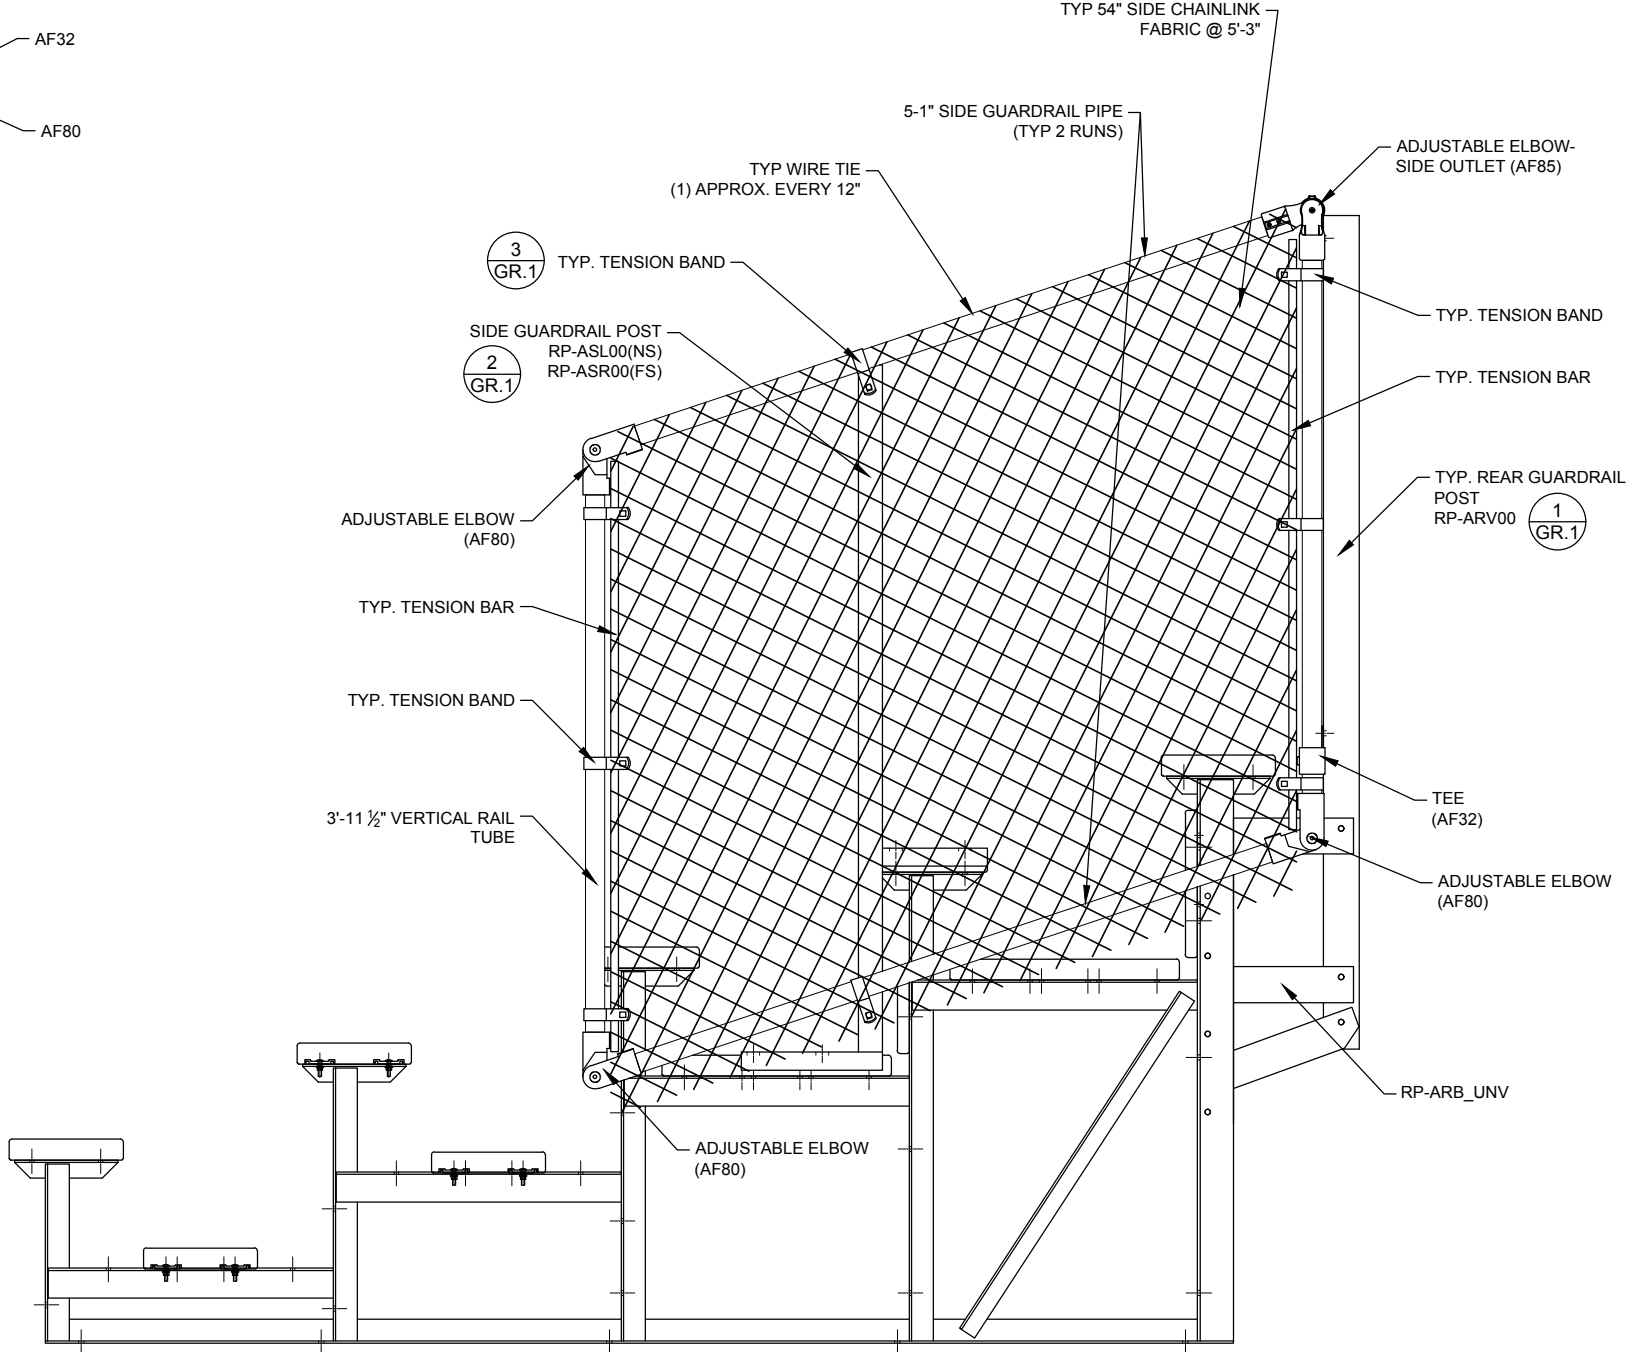 AF32
AF80
TYP 54" SIDE CHAINLINK
FABRIC @ 5'-3"
5-1" SIDE GUARDRAIL PIPE
(TYP 2 RUNS)
ADJUSTABLE ELBOW-
SIDE OUTLET (AF85)
TYP WIRE TIE
(1) APPROX. EVERY 12"
3
GR.1
TYP. TENSION BAND
TYP. TENSION BAND
SIDE GUARDRAIL POST
RP-ASL00(NS)
RP-ASR00(FS)
2
GR.1
TYP. TENSION BAR
TYP. REAR GUARDRAIL
POST
RP-ARV00
1
GR.1
ADJUSTABLE ELBOW
(AF80)
TYP. TENSION BAR
TYP. TENSION BAND
3'-11 ½" VERTICAL RAIL
TUBE
TEE
(AF32)
ADJUSTABLE ELBOW
(AF80)
RP-ARB_UNV
ADJUSTABLE ELBOW
(AF80)